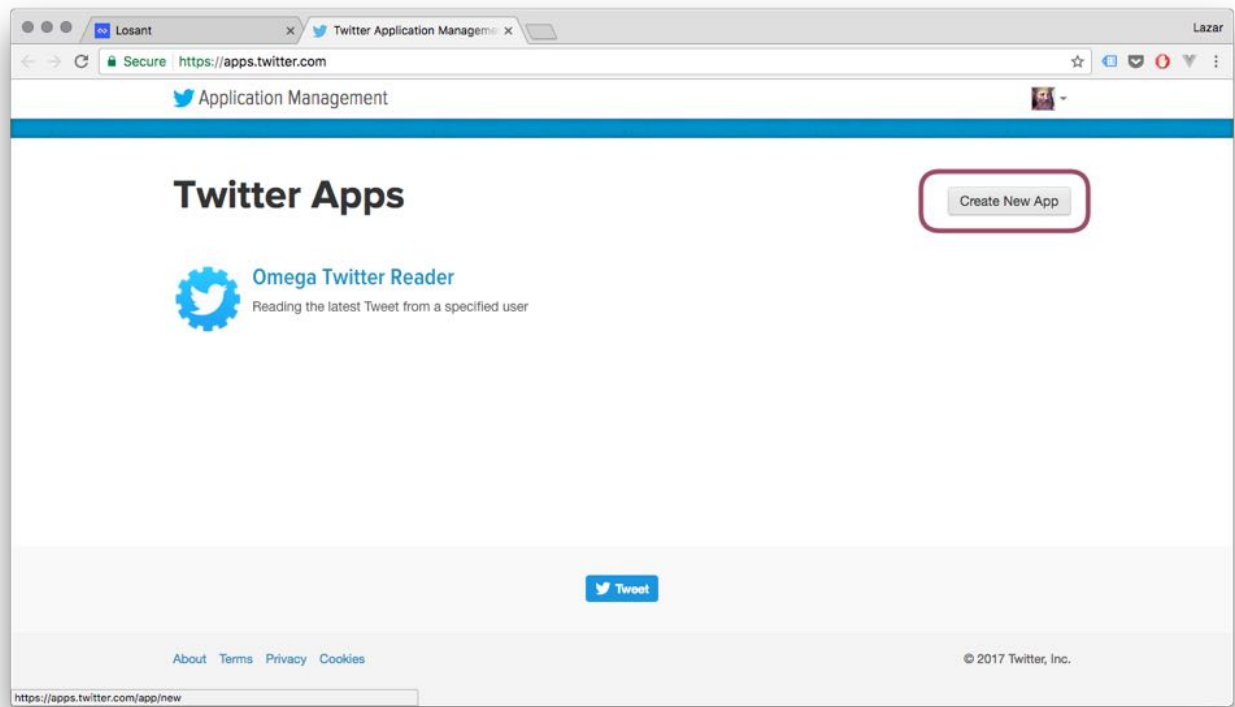 Losant
Twitter Application Manageme
Lazar
Secure https://apps.twitter.com
Application Management
Twitter Apps
Create New App
Omega Twitter Reader
Reading the latest Tweet from a specified user
Tweet
About Terms Privacy Cookies
© 2017 Twitter, Inc.
https://apps.twitter.com/app/new